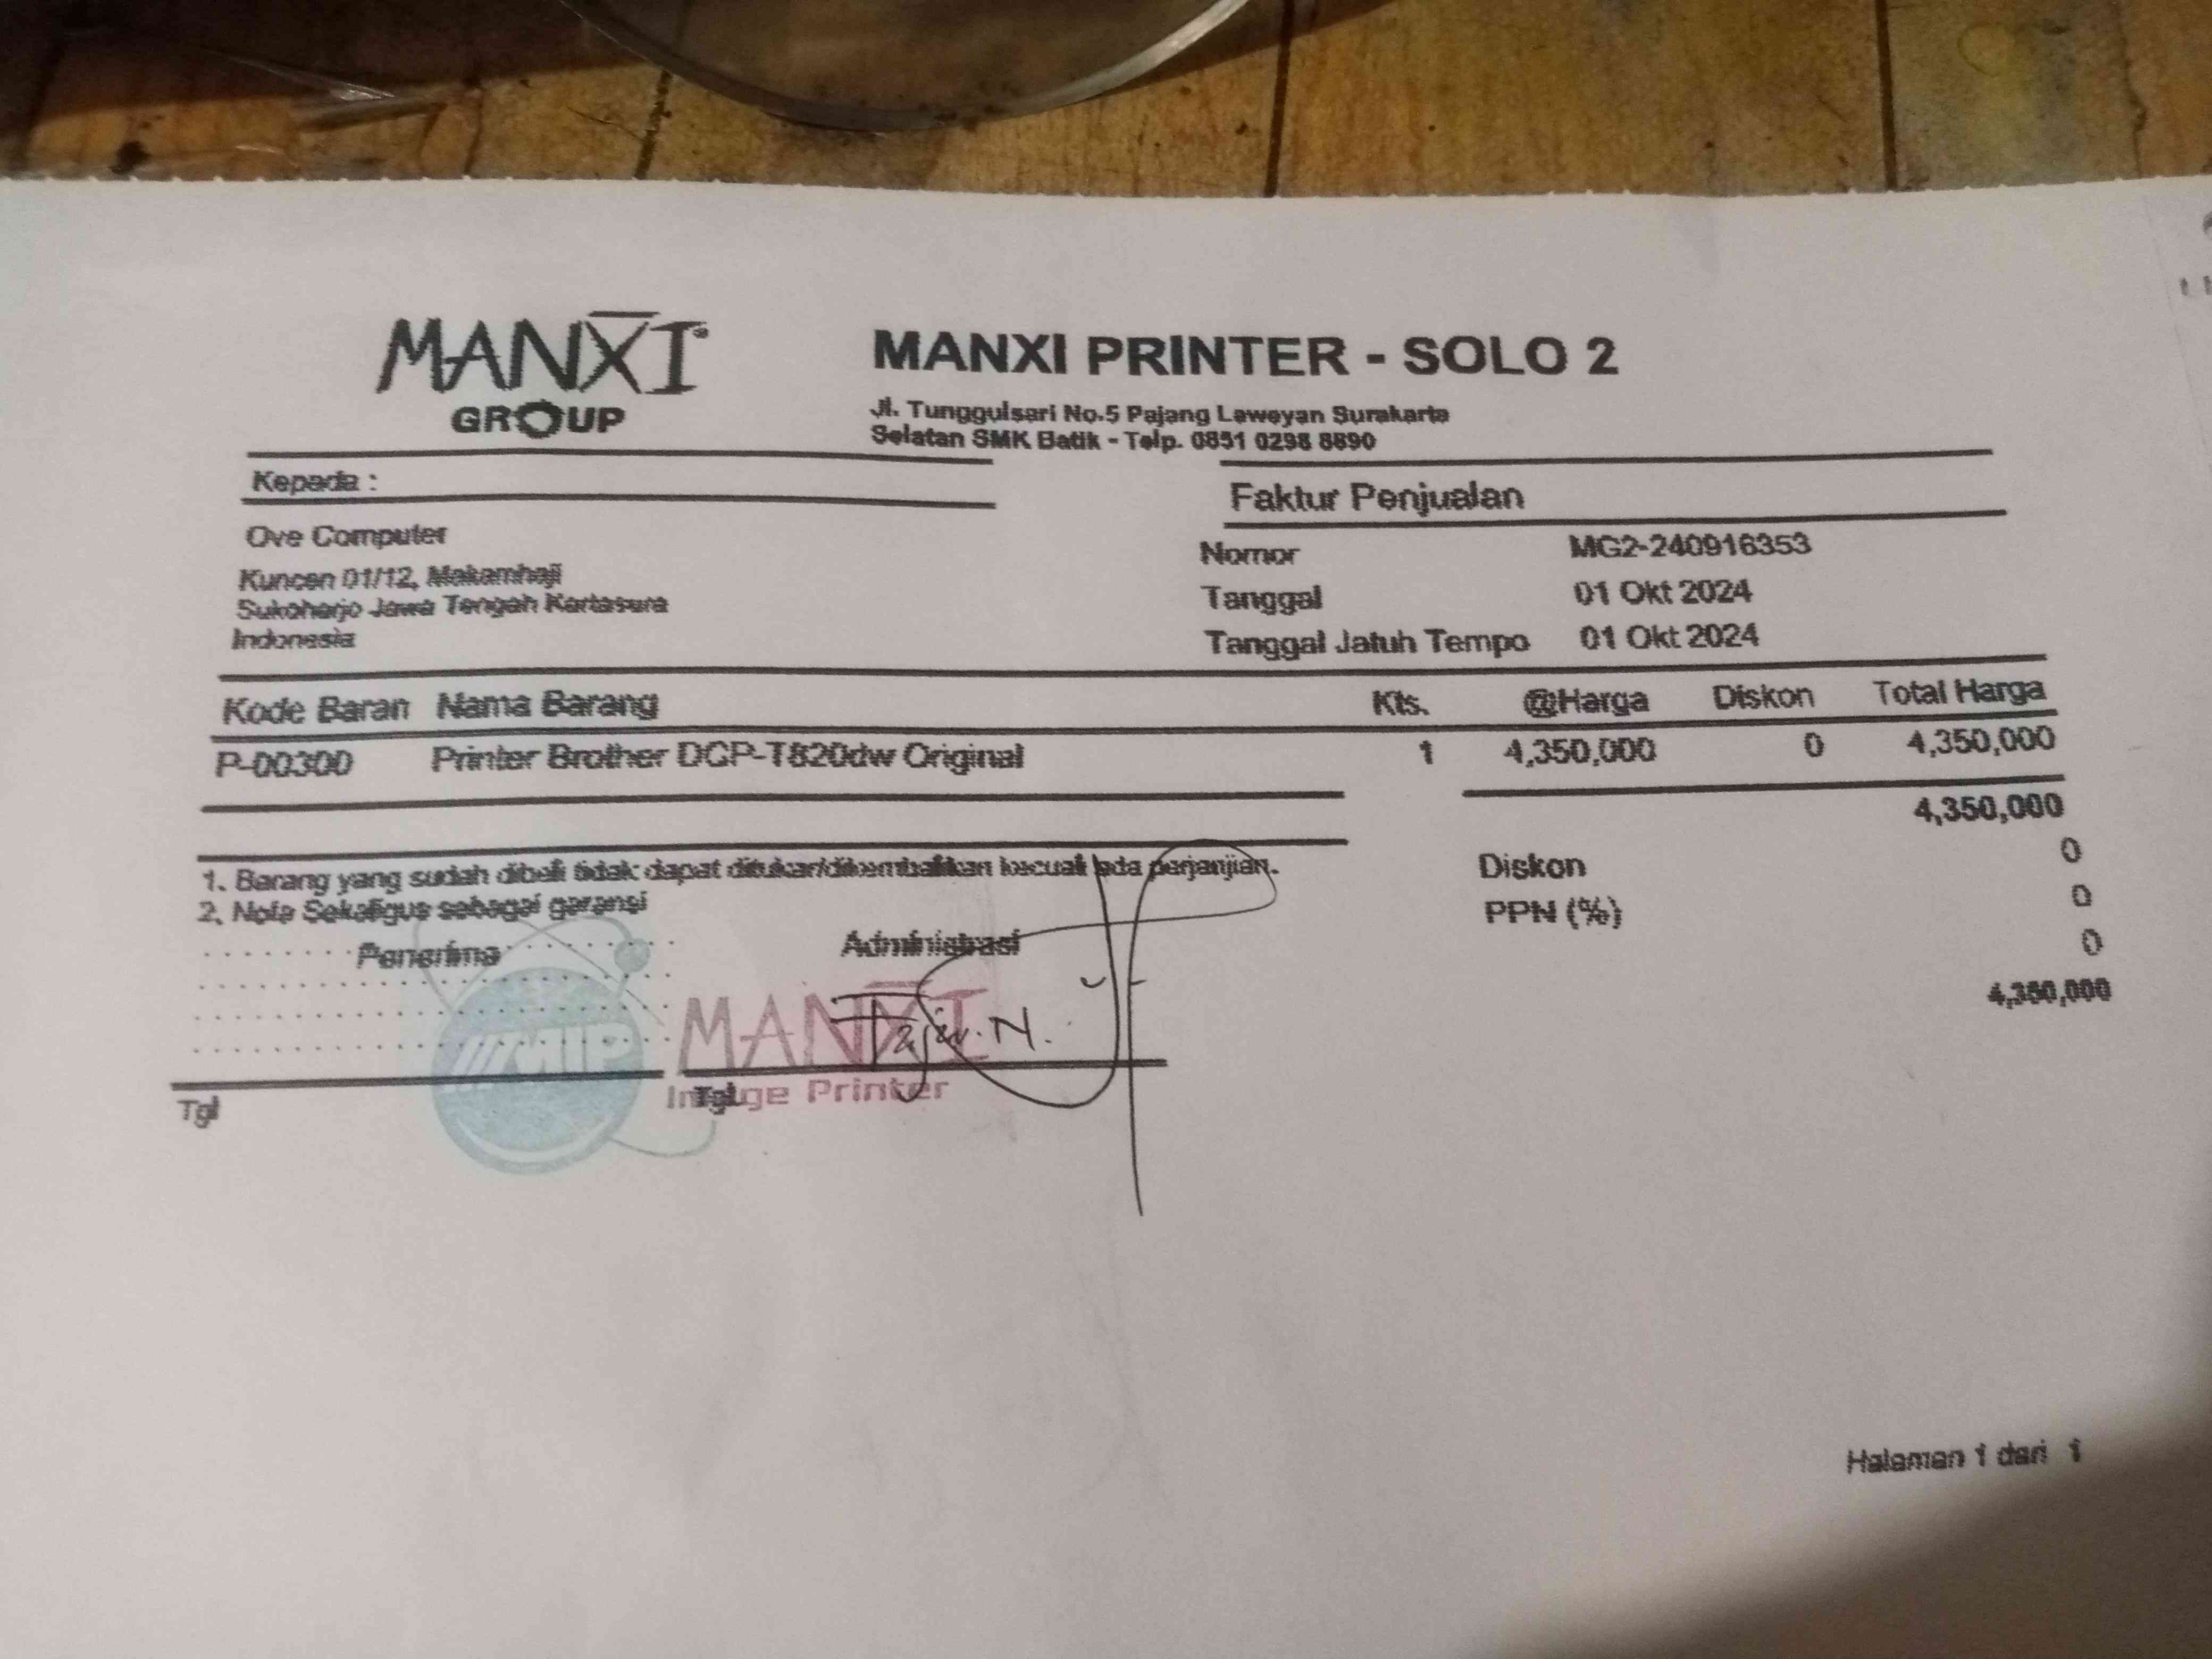 MANXI
GROUP
MANXI PRINTER - SOLO 2
Jl. Tunggulsari No.5 Pajang Laweyan Surakarta
Selatan SMK Batik - Telp. 0851 0298 8890
Kepada :
Ove Computer
Kuncen 01/12, Makamhaji
Sukoharjo Jawa Tengah Kartasura
Indonesia
Faktur Penjualan
Nomor MG2-240916353
Tanggal 01 Okt 2024
Tanggal Jatuh Tempo 01 Okt 2024
Kode Baran Nama Barang Kts. @Harga Diskon Total Harga
P-00300 Printer Brother DCP-T820dw Original 1 4,350,000 0 4,350,000
4,350,000
Diskon 0
PPN (%) 0
0
4,350,000
1. Barang yang sudah dibeli tidak dapat ditukar/dikembalikan kecuali ada perjanjian.
2. Nota Sekaligus sebagai garansi
Penerima Administrasi
MIP
MANXI
Image Printer
Tgl Tgl
Halaman 1 dari 1